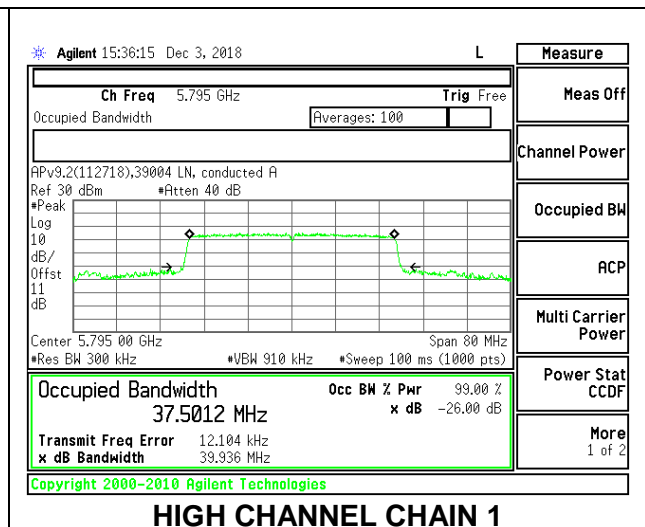 Agilent 15:36:15 Dec 3, 2018 L
Measure
Ch Freq 5.795 GHz Trig Free
Meas Off
Occupied Bandwidth Averages: 100
Channel Power
APv9.2(112718),39004 LN, conducted A
Ref 30 dBm #Atten 40 dB
#Peak
Occupied BW
Log
10
dB/
Offst
ACP
11
dB
Multi Carrier
Power
Center 5.795 00 GHz Span 80 MHz
#Res BW 300 kHz #VBW 910 kHz #Sweep 100 ms (1000 pts)
Power Stat
CCDF
Occupied Bandwidth Occ BW % Pwr 99.00 %
37.5012 MHz x dB -26.00 dB
Transmit Freq Error 12.104 kHz
x dB Bandwidth 39.936 MHz
More
1 of 2
Copyright 2000-2010 Agilent Technologies
HIGH CHANNEL CHAIN 1